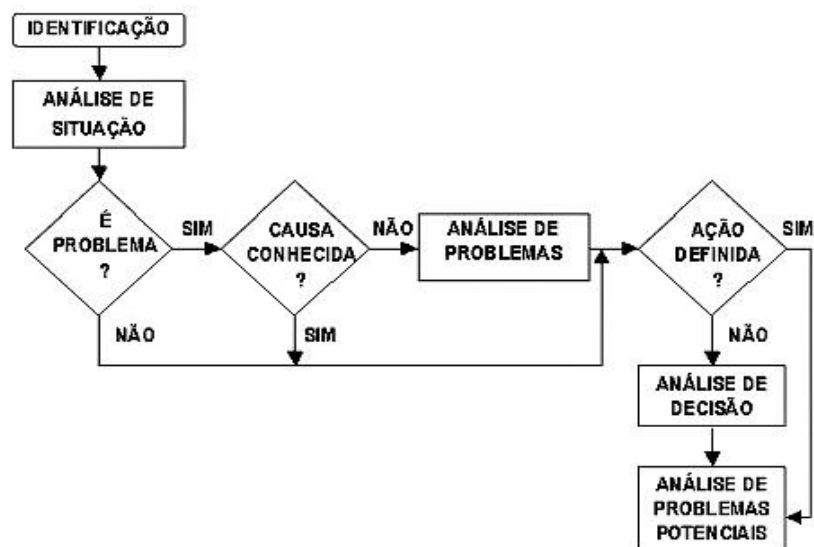 IDENTIFICAÇÃO
ANÁLISE DE
SITUAÇÃO
É
PROBLEMA
?
SIM
NÃO
CAUSA
CONHECIDA
?
NÃO
SIM
ANÁLISE DE
PROBLEMAS
AÇÃO
DEFINIDA
?
SIM
NÃO
ANÁLISE DE
DECISÃO
ANÁLISE DE
PROBLEMAS
POTENCIAIS